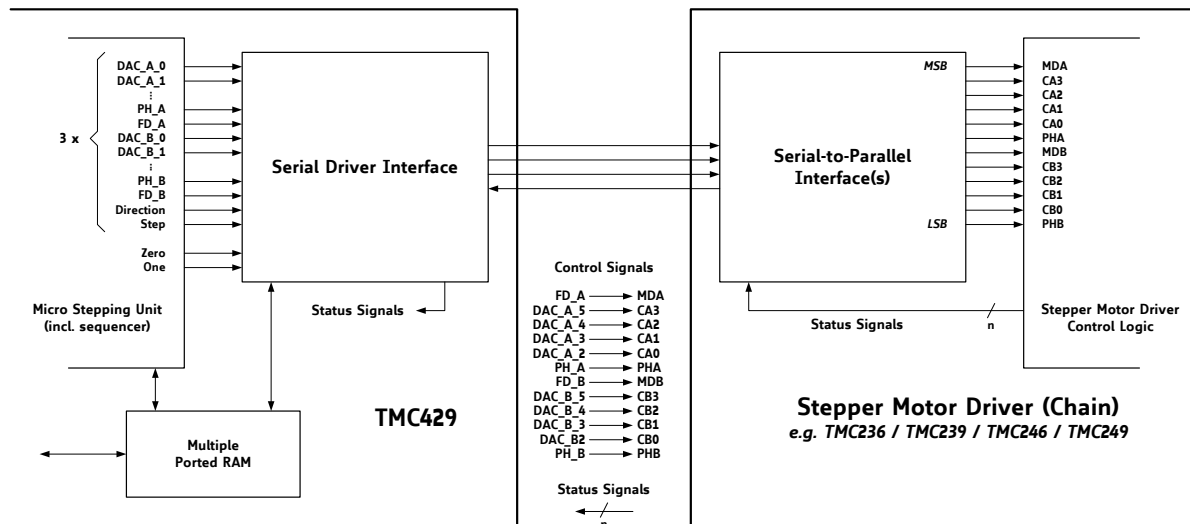 DAC_A_0
DAC_A_1
⋮
PH_A
FD_A
3 x
DAC_B_0
DAC_B_1
⋮
PH_B
FD_B
Direction
Step
Zero
One
Micro Stepping Unit
(incl. sequencer)
Serial Driver Interface
Status Signals
Multiple
Ported RAM
TMC429
Control Signals
FD_A MDA
DAC_A_5 CA3
DAC_A_4 CA2
DAC_A_3 CA1
DAC_A_2 CA0
PH_A PHA
FD_B MDB
DAC_B_5 CB3
DAC_B_4 CB2
DAC_B_3 CB1
DAC_B2 CB0
PH_B PHB
Status Signals
n
Serial-to-Parallel
Interface(s)
MSB
LSB
MDA
CA3
CA2
CA1
CA0
PHA
MDB
CB3
CB2
CB1
CB0
PHB
Status Signals
n
Stepper Motor Driver
Control Logic
Stepper Motor Driver (Chain)
e.g. TMC236 / TMC239 / TMC246 / TMC249